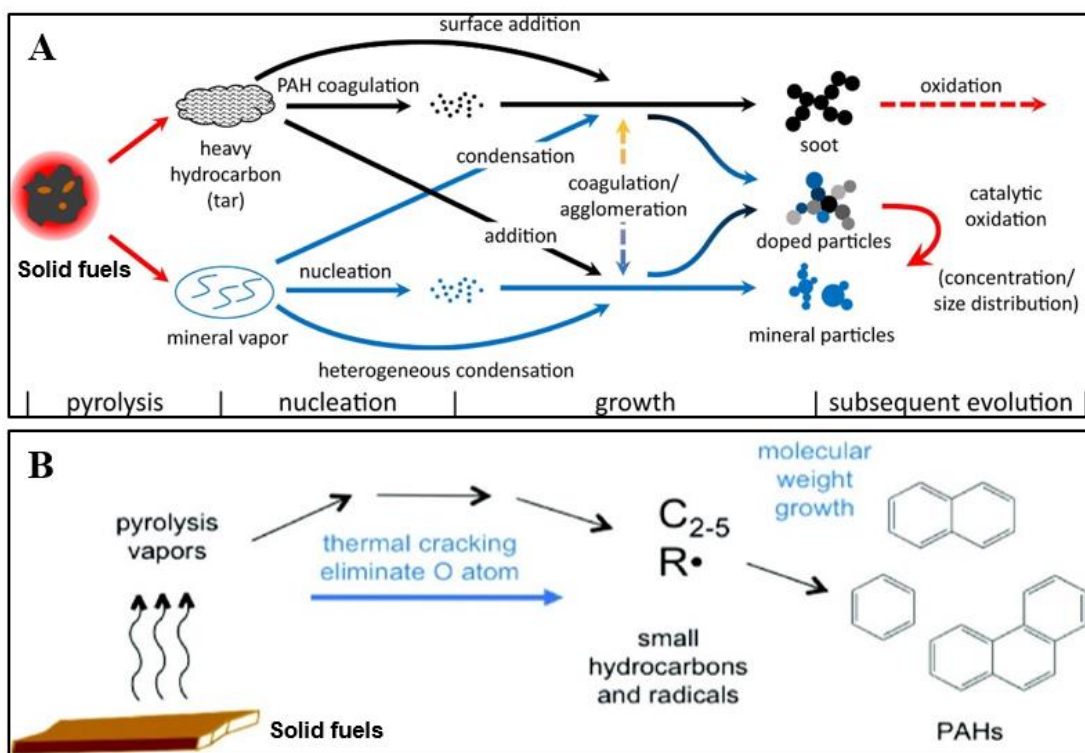 A
surface addition
PAH coagulation
oxidation
heavy
hydrocarbon
(tar)
condensation
soot
coagulation/
agglomeration
catalytic
oxidation
Solid fuels
addition
doped particles
nucleation
(concentration/
size distribution)
mineral vapor
mineral particles
heterogeneous condensation
pyrolysis
nucleation
growth
subsequent evolution
B
pyrolysis
vapors
thermal cracking
eliminate O atom
C2-5
R•
small
hydrocarbons
and radicals
molecular
weight
growth
Solid fuels
PAHs